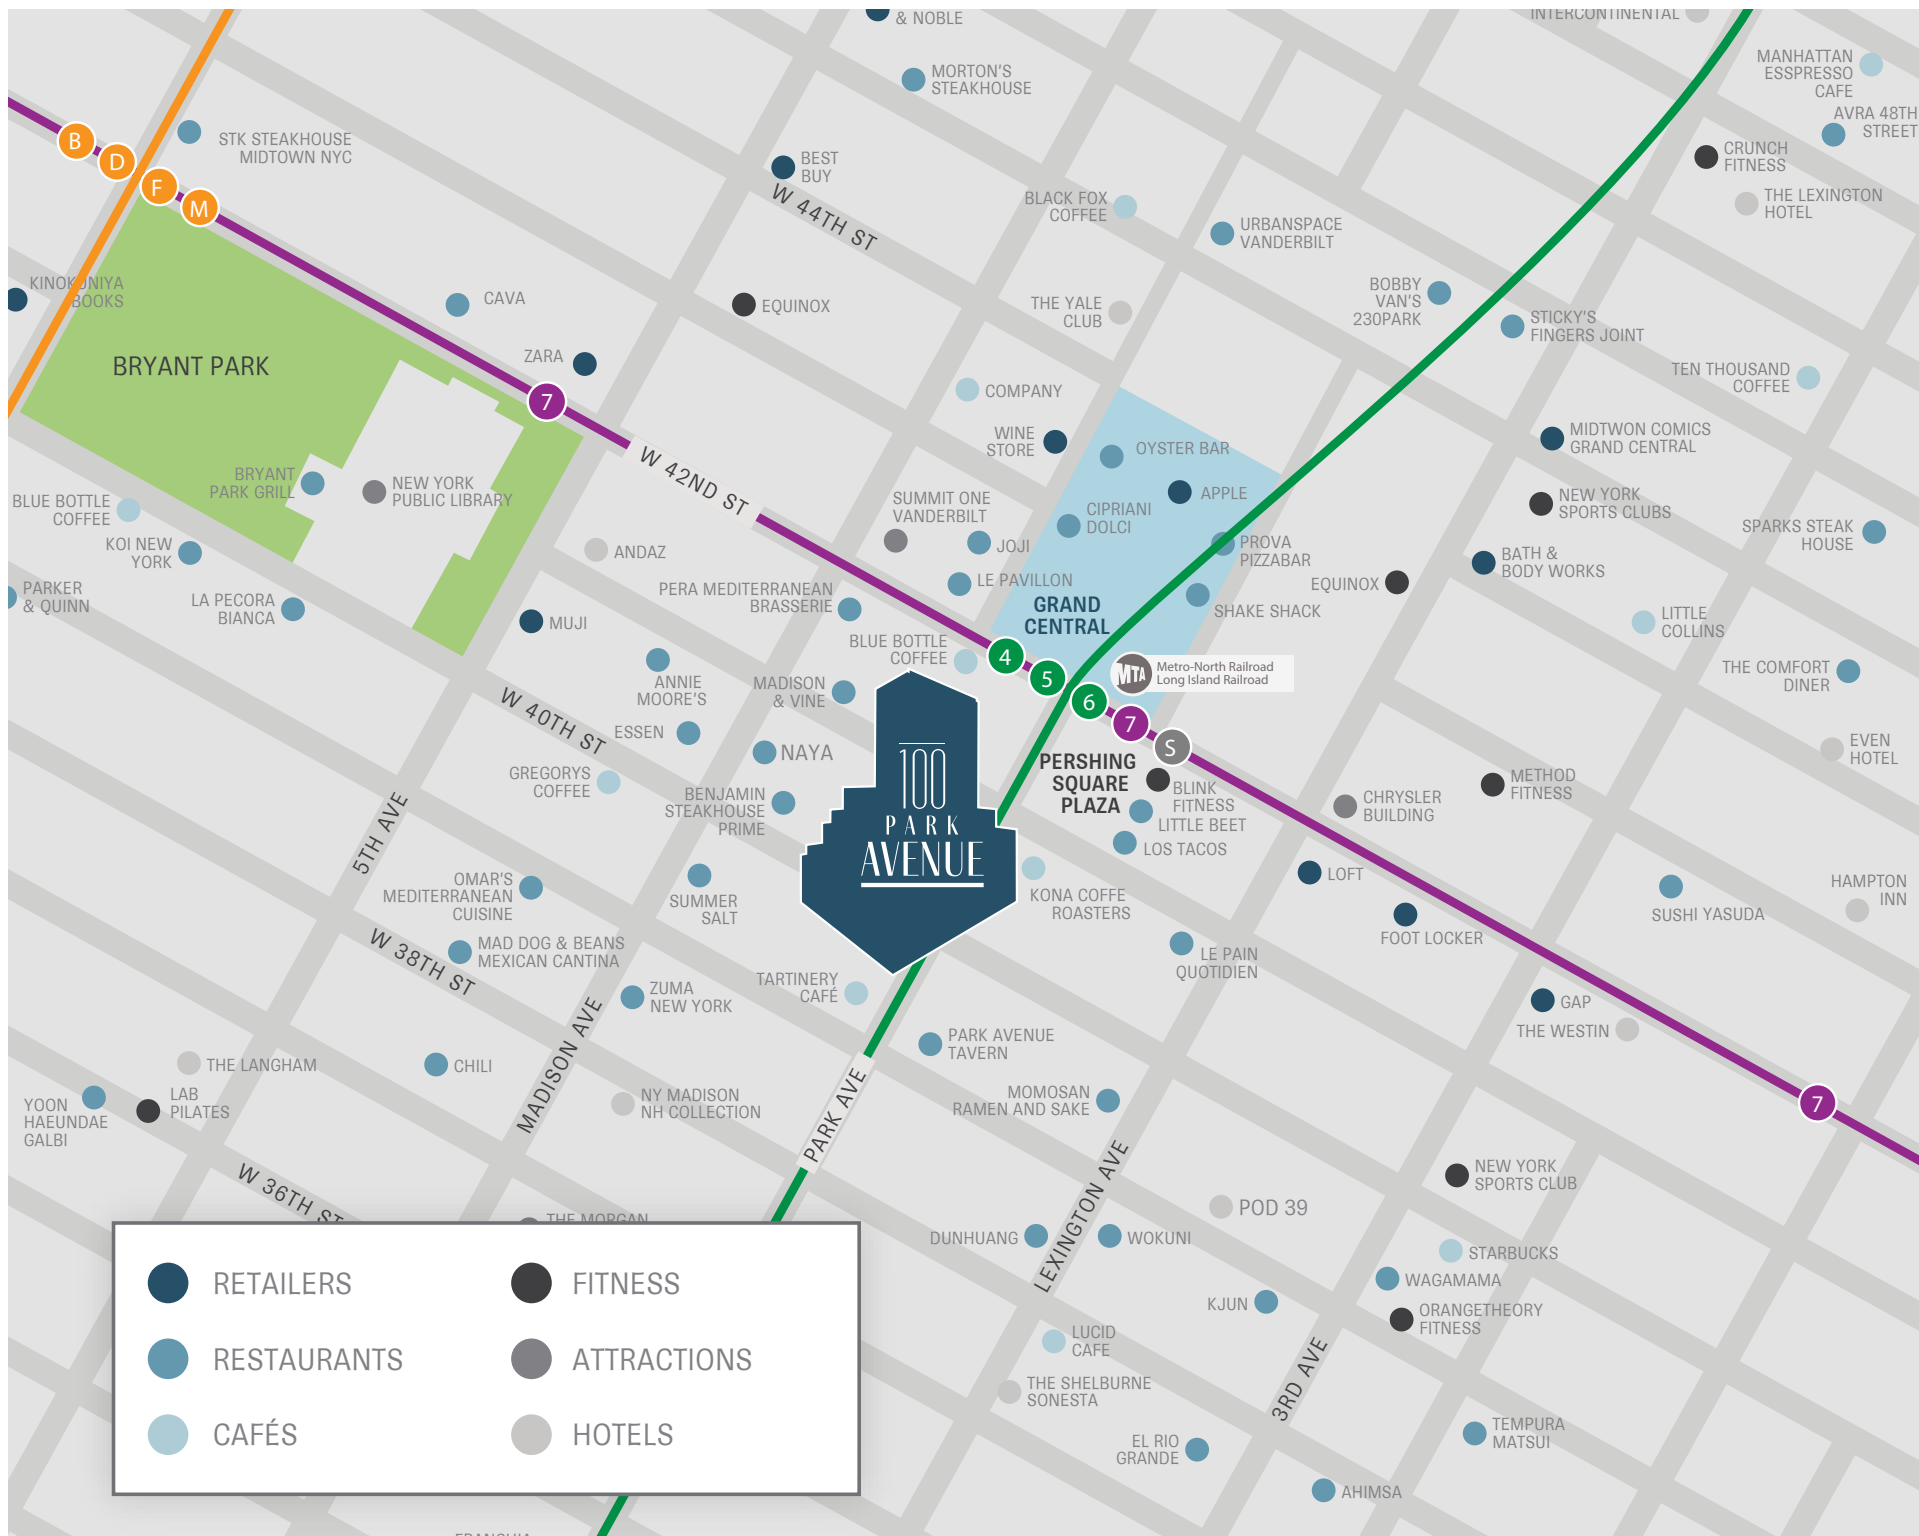 & NOBLE
INTERCONTINENTAL
MORTON'S
STEAKHOUSE
MANHATTAN
ESSPRESSO
CAFE
AVRA 48TH
STREET
B
D
F
M
STK STEAKHOUSE
MIDTOWN NYC
BEST
BUY
W 44TH ST
CRUNCH
FITNESS
THE LEXINGTON
HOTEL
BLACK FOX
COFFEE
URBANSPACE
VANDERBILT
KINOKUNIYA
BOOKS
CAVA
EQUINOX
THE YALE
CLUB
BOBBY
VAN'S
230PARK
STICKY'S
FINGERS JOINT
BRYANT PARK
ZARA
7
COMPANY
TEN THOUSAND
COFFEE
WINE
STORE
OYSTER BAR
MIDTWON COMICS
GRAND CENTRAL
W 42ND ST
BRYANT
PARK GRILL
NEW YORK
PUBLIC LIBRARY
SUMMIT ONE
VANDERBILT
APPLE
NEW YORK
SPORTS CLUBS
BLUE BOTTLE
COFFEE
CIPRIANI
DOLCI
SPARKS STEAK
HOUSE
KOI NEW
YORK
ANDAZ
JOJI
PROVA
PIZZABAR
BATH &
BODY WORKS
PARKER
& QUINN
LA PECORA
BIANCA
PERA MEDITERRANEAN
BRASSERIE
LE PAVILLON
EQUINOX
GRAND
CENTRAL
SHAKE SHACK
MUJI
LITTLE
COLLINS
BLUE BOTTLE
COFFEE
4
5
6
7
S
MTA
Metro-North Railroad
Long Island Railroad
THE COMFORT
DINER
ANNIE
MOORE'S
MADISON
& VINE
W 40TH ST
ESSEN
NAYA
100
PARK
AVENUE
PERSHING
SQUARE
PLAZA
BLINK
FITNESS
LITTLE BEET
LOS TACOS
EVEN
HOTEL
METHOD
FITNESS
CHRYSLER
BUILDING
GREGORYS
COFFEE
BENJAMIN
STEAKHOUSE
PRIME
5TH AVE
LOFT
OMAR'S
MEDITERRANEAN
CUISINE
SUMMER
SALT
KONA COFFE
ROASTERS
FOOT LOCKER
SUSHI YASUDA
HAMPTON
INN
W 38TH ST
MAD DOG & BEANS
MEXICAN CANTINA
LE PAIN
QUOTIDIEN
TARTINERY
CAFÉ
ZUMA
NEW YORK
GAP
THE WESTIN
MADISON AVE
PARK AVENUE
TAVERN
THE LANGHAM
CHILI
YOON
HAEUNDAE
GALBI
LAB
PILATES
NY MADISON
NH COLLECTION
PARK AVE
MOMOSAN
RAMEN AND SAKE
7
W 36TH ST
THE MORGAN
LEXINGTON AVE
NEW YORK
SPORTS CLUB
POD 39
DUNHUANG
WOKUNI
STARBUCKS
WAGAMAMA
KJUN
ORANGETHEORY
FITNESS
LUCID
CAFE
3RD AVE
THE SHELBURNE
SONESTA
EL RIO
GRANDE
TEMPURA
MATSUI
AHIMSA
RETAILERS
FITNESS
RESTAURANTS
ATTRACTIONS
CAFÉS
HOTELS